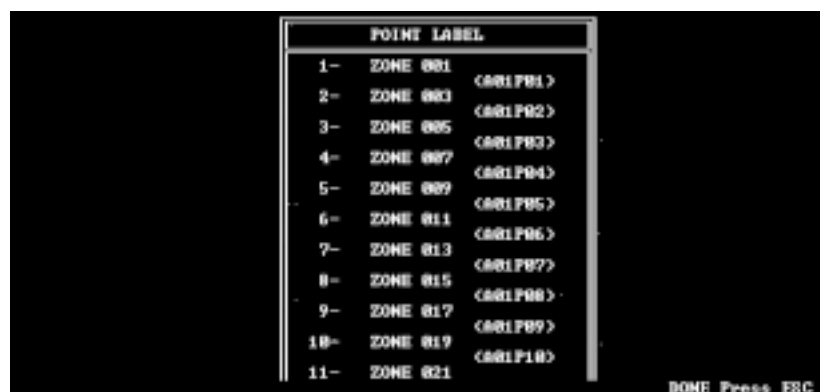 POINT LABEL
1- ZONE 001
(A01P01)
2- ZONE 003
(A01P02)
3- ZONE 005
(A01P03)
4- ZONE 007
(A01P04)
5- ZONE 009
(A01P05)
6- ZONE 011
(A01P06)
7- ZONE 013
(A01P07)
8- ZONE 015
(A01P08)
9- ZONE 017
(A01P09)
10- ZONE 019
(A01P10)
11- ZONE 021
DONE Press ESC